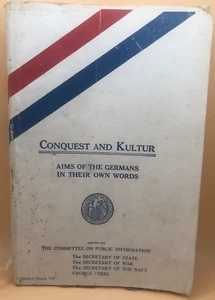 CONQUEST AND KULTUR
AIMS OF THE GERMANS
IN THEIR OWN WORDS
ISSUED BY
THE COMMITTEE ON PUBLIC INFORMATION
The SECRETARY OF STATE
The SECRETARY OF WAR
The SECRETARY OF THE NAVY
GEORGE CREEL